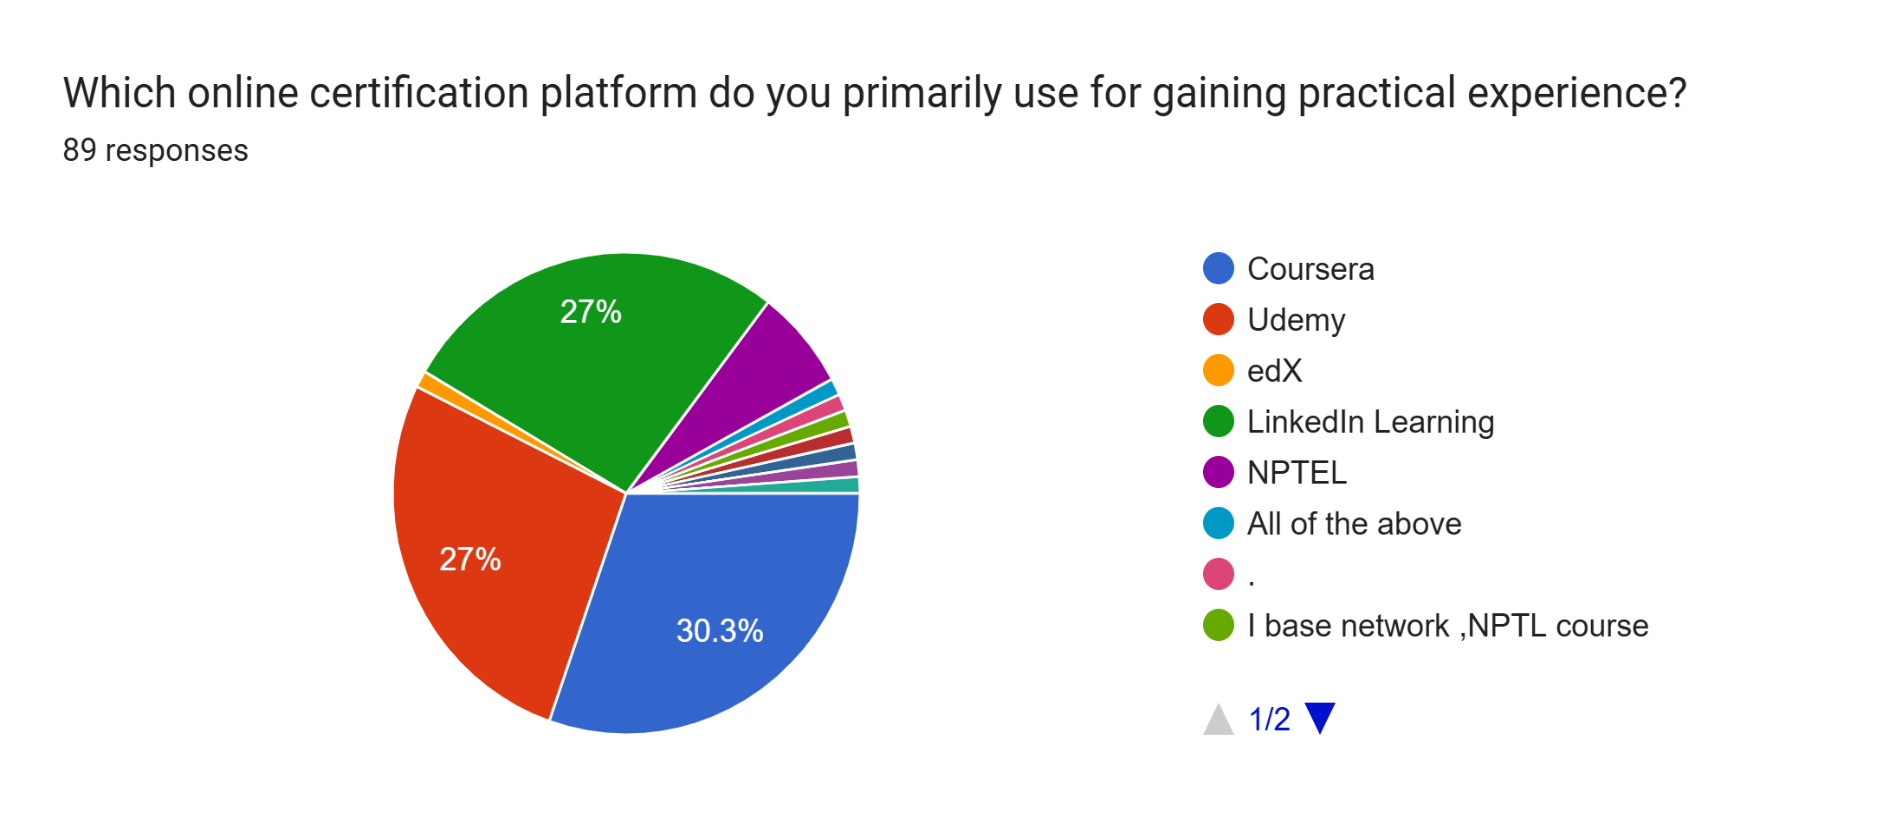 Which online certification platform do you primarily use for gaining practical experience?
89 responses
27%
27%
30.3%
Coursera
Udemy
edX
LinkedIn Learning
NPTEL
All of the above
.
I base network ,NPTL course
1/2